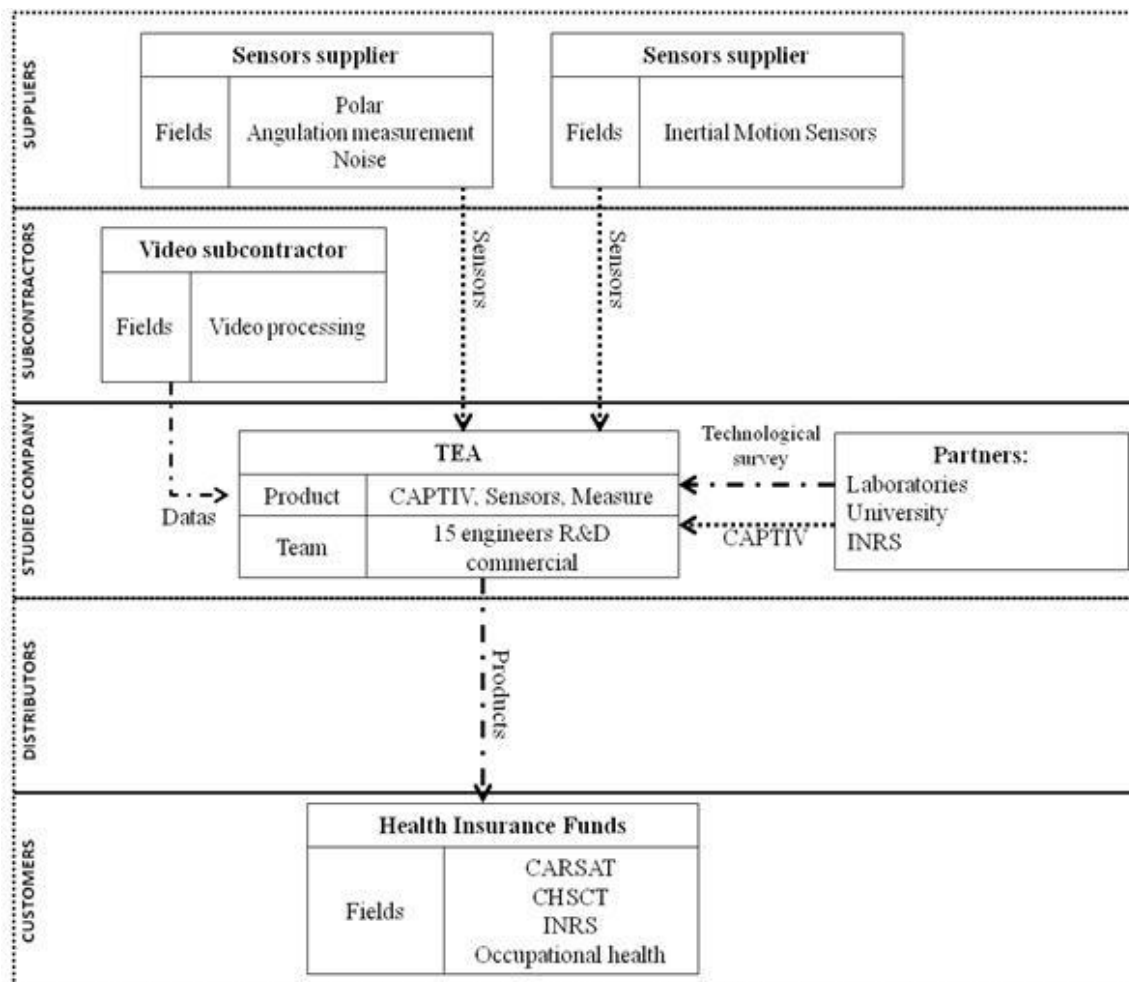 SUPPLIERS
Sensors supplier
Fields
Polar
Angulation measurement
Noise
Sensors supplier
Fields
Inertial Motion Sensors
SUBCONTRACTORS
Sensors
Sensors
Video subcontractor
Fields
Video processing
STUDIED COMPANY
Datas
TEA
Product
CAPTIV, Sensors, Measure
Team
15 engineers R&D
commercial
Technological
survey
CAPTIV
Partners:
Laboratories
University
INRS
DISTRIBUTORS
Products
CUSTOMERS
Health Insurance Funds
Fields
CARSAT
CHSCT
INRS
Occupational health